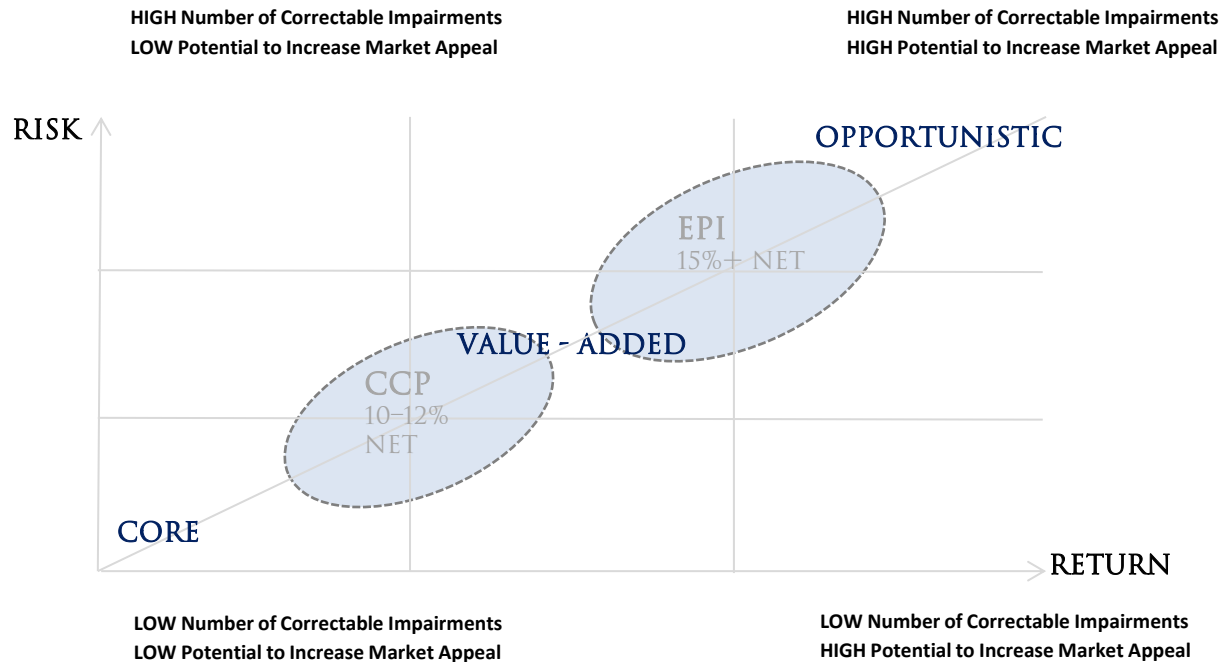 HIGH Number of Correctable Impairments
LOW Potential to Increase Market Appeal
HIGH Number of Correctable Impairments
HIGH Potential to Increase Market Appeal
RISK
OPPORTUNISTIC
EPI
15%+ NET
VALUE - ADDED
CCP
10-12%
NET
CORE
RETURN
LOW Number of Correctable Impairments
LOW Potential to Increase Market Appeal
LOW Number of Correctable Impairments
HIGH Potential to Increase Market Appeal